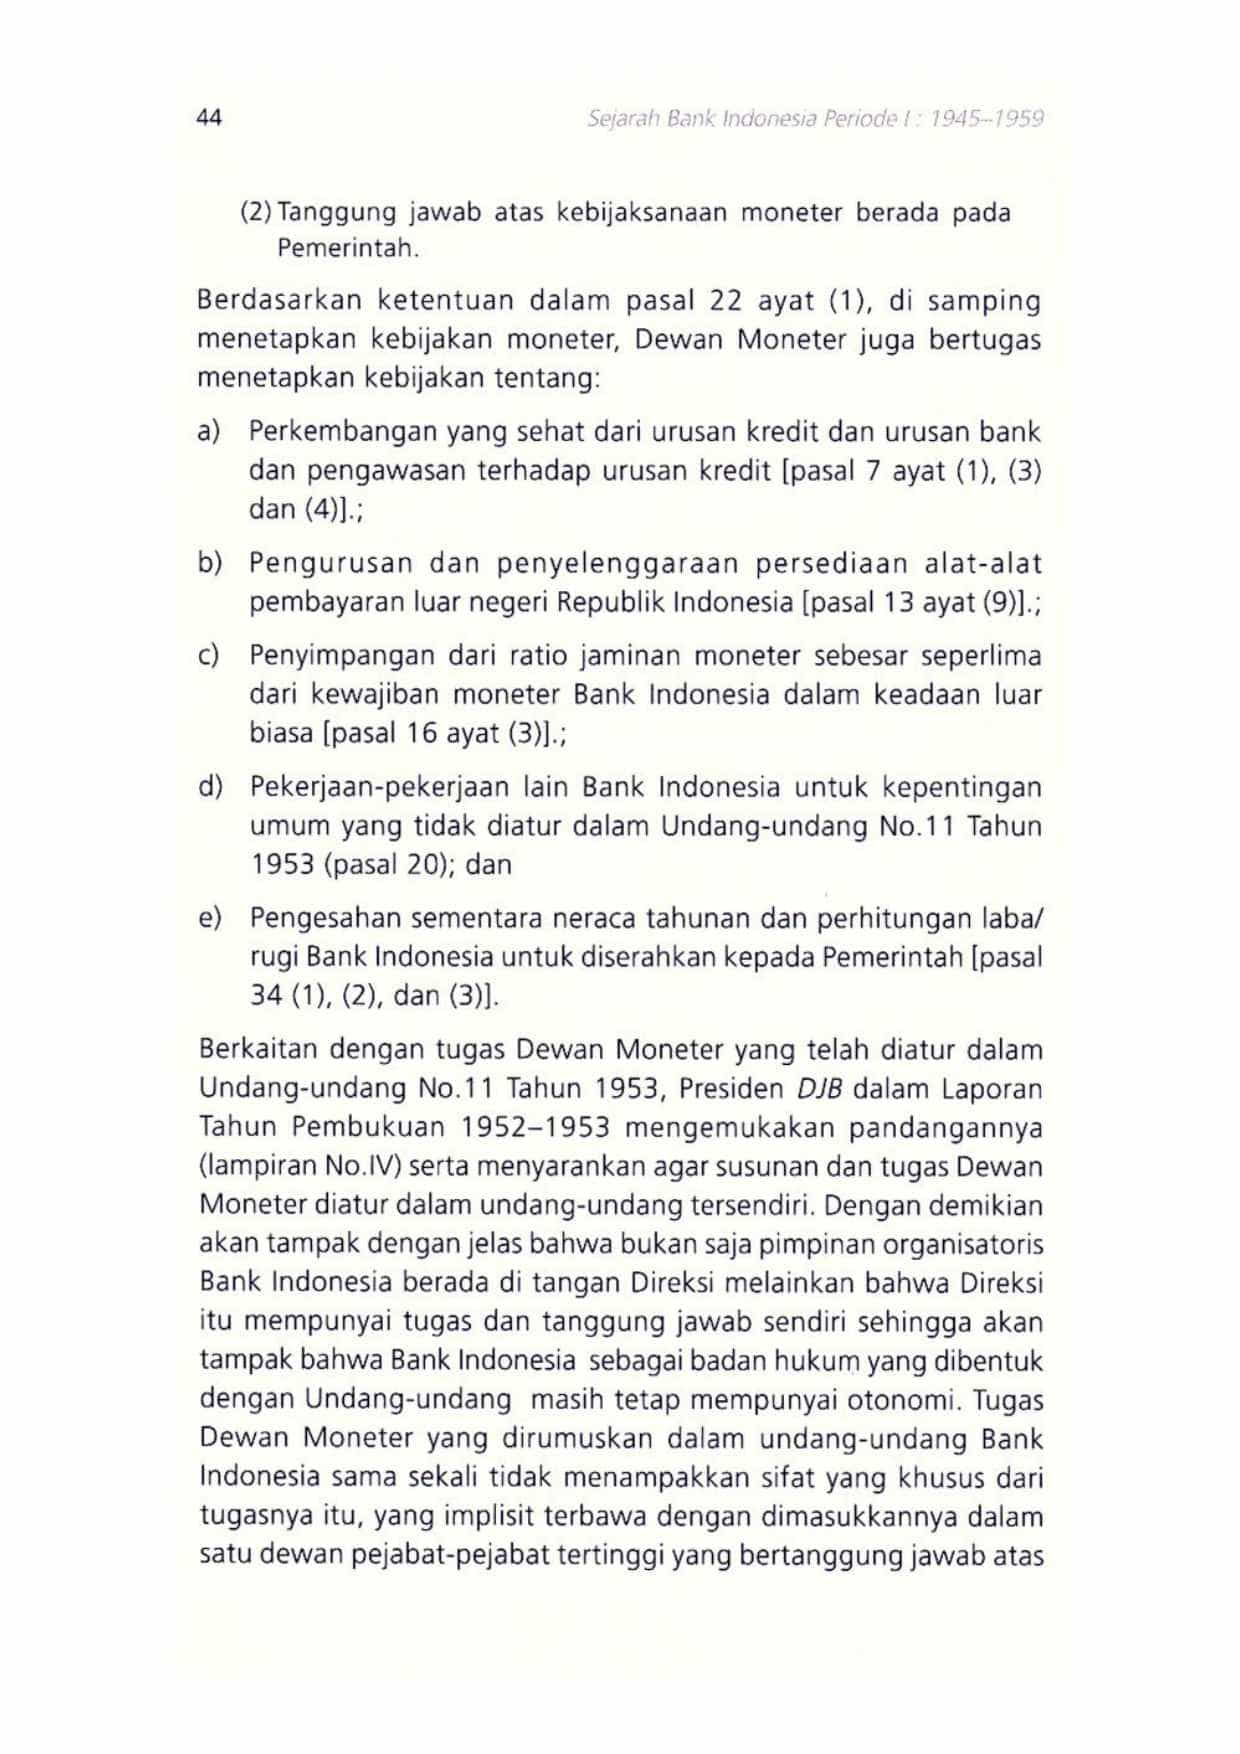 44
Sejarah Bank Indonesia Periode I : 1945–1959
(2) Tanggung jawab atas kebijaksanaan moneter berada pada
Pemerintah.
Berdasarkan ketentuan dalam pasal 22 ayat (1), di samping
menetapkan kebijakan moneter, Dewan Moneter juga bertugas
menetapkan kebijakan tentang:
a) Perkembangan yang sehat dari urusan kredit dan urusan bank
dan pengawasan terhadap urusan kredit [pasal 7 ayat (1), (3)
dan (4)].;
b) Pengurusan dan penyelenggaraan persediaan alat-alat
pembayaran luar negeri Republik Indonesia [pasal 13 ayat (9)].;
c) Penyimpangan dari ratio jaminan moneter sebesar seperlima
dari kewajiban moneter Bank Indonesia dalam keadaan luar
biasa [pasal 16 ayat (3)].;
d) Pekerjaan-pekerjaan lain Bank Indonesia untuk kepentingan
umum yang tidak diatur dalam Undang-undang No.11 Tahun
1953 (pasal 20); dan
e) Pengesahan sementara neraca tahunan dan perhitungan laba/
rugi Bank Indonesia untuk diserahkan kepada Pemerintah [pasal
34 (1), (2), dan (3)].
Berkaitan dengan tugas Dewan Moneter yang telah diatur dalam
Undang-undang No.11 Tahun 1953, Presiden DJB dalam Laporan
Tahun Pembukuan 1952–1953 mengemukakan pandangannya
(lampiran No.IV) serta menyarankan agar susunan dan tugas Dewan
Moneter diatur dalam undang-undang tersendiri. Dengan demikian
akan tampak dengan jelas bahwa bukan saja pimpinan organisatoris
Bank Indonesia berada di tangan Direksi melainkan bahwa Direksi
itu mempunyai tugas dan tanggung jawab sendiri sehingga akan
tampak bahwa Bank Indonesia sebagai badan hukum yang dibentuk
dengan Undang-undang masih tetap mempunyai otonomi. Tugas
Dewan Moneter yang dirumuskan dalam undang-undang Bank
Indonesia sama sekali tidak menampakkan sifat yang khusus dari
tugasnya itu, yang implisit terbawa dengan dimasukkannya dalam
satu dewan pejabat-pejabat tertinggi yang bertanggung jawab atas